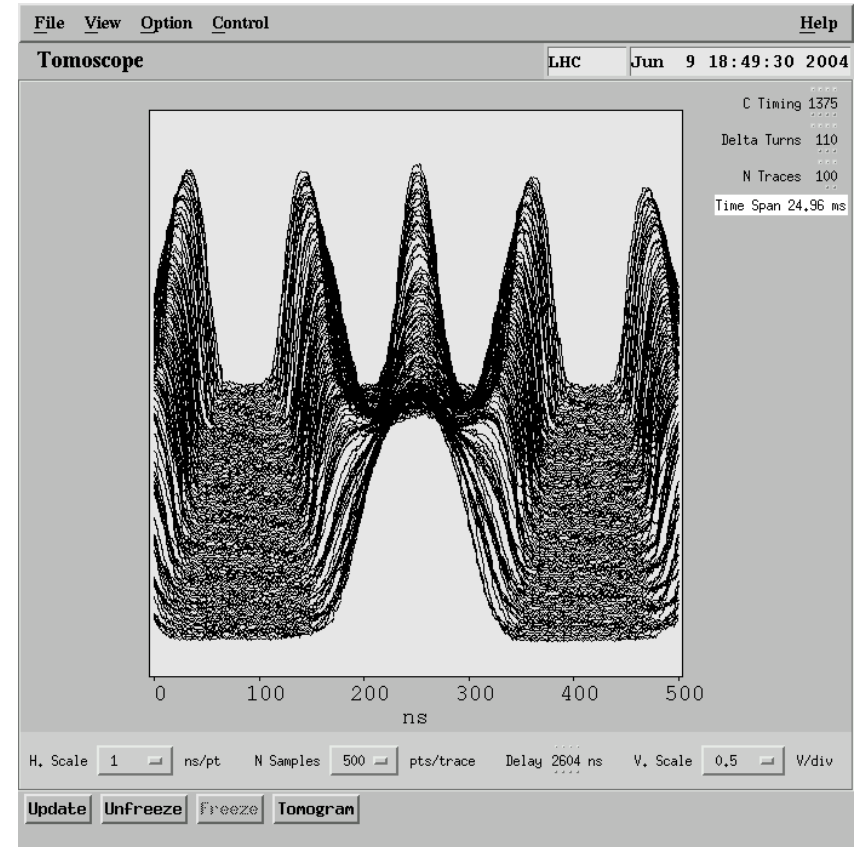 File View Option Control Help
Tomoscope LHC Jun 9 18:49:30 2004
C Timing 1375
Delta Turns 110
N Traces 100
Time Span 24.96 ms
0 100 200 300 400 500
ns
H. Scale 1 ns/pt N Samples 500 pts/trace Delay 2604 ns V. Scale 0.5 V/div
Update Unfreeze Freeze Tomogram